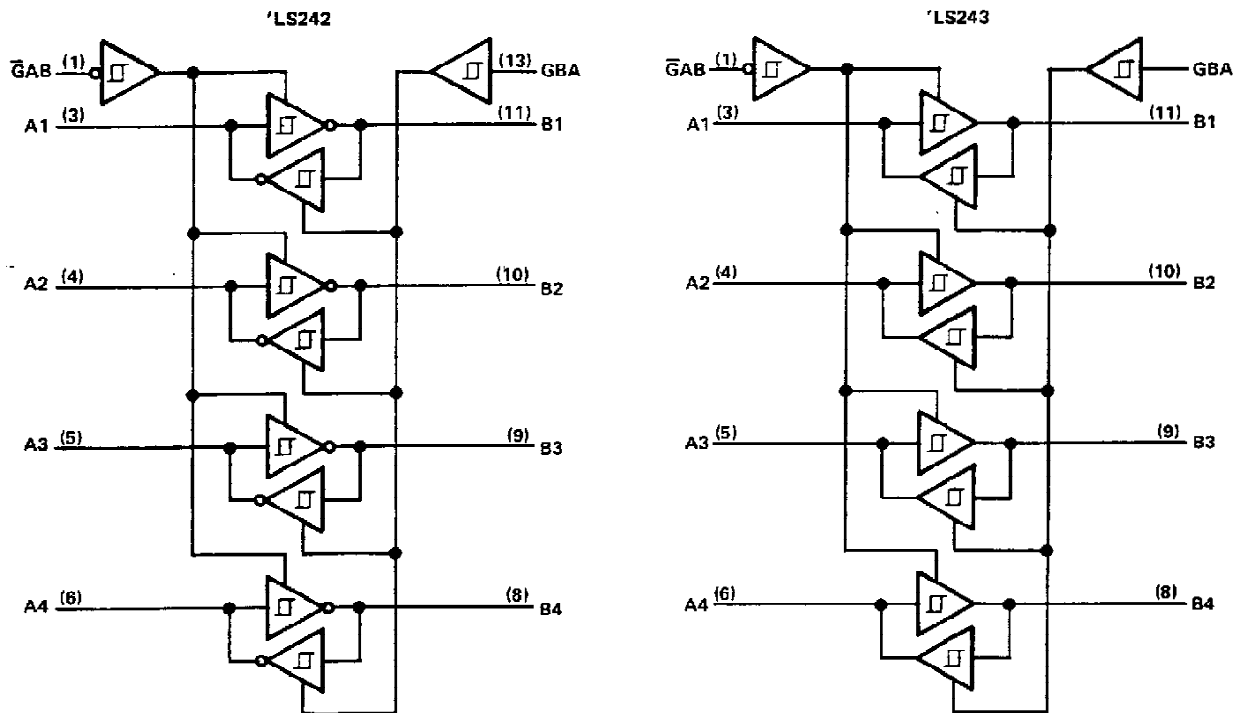 'LS242
G̅AB (1)
(13) GBA
A1 (3)
(11) B1
A2 (4)
(10) B2
A3 (5)
(9) B3
A4 (6)
(8) B4
'LS243
G̅AB (1)
GBA
A1 (3)
(11) B1
A2 (4)
(10) B2
A3 (5)
(9) B3
A4 (6)
(8) B4